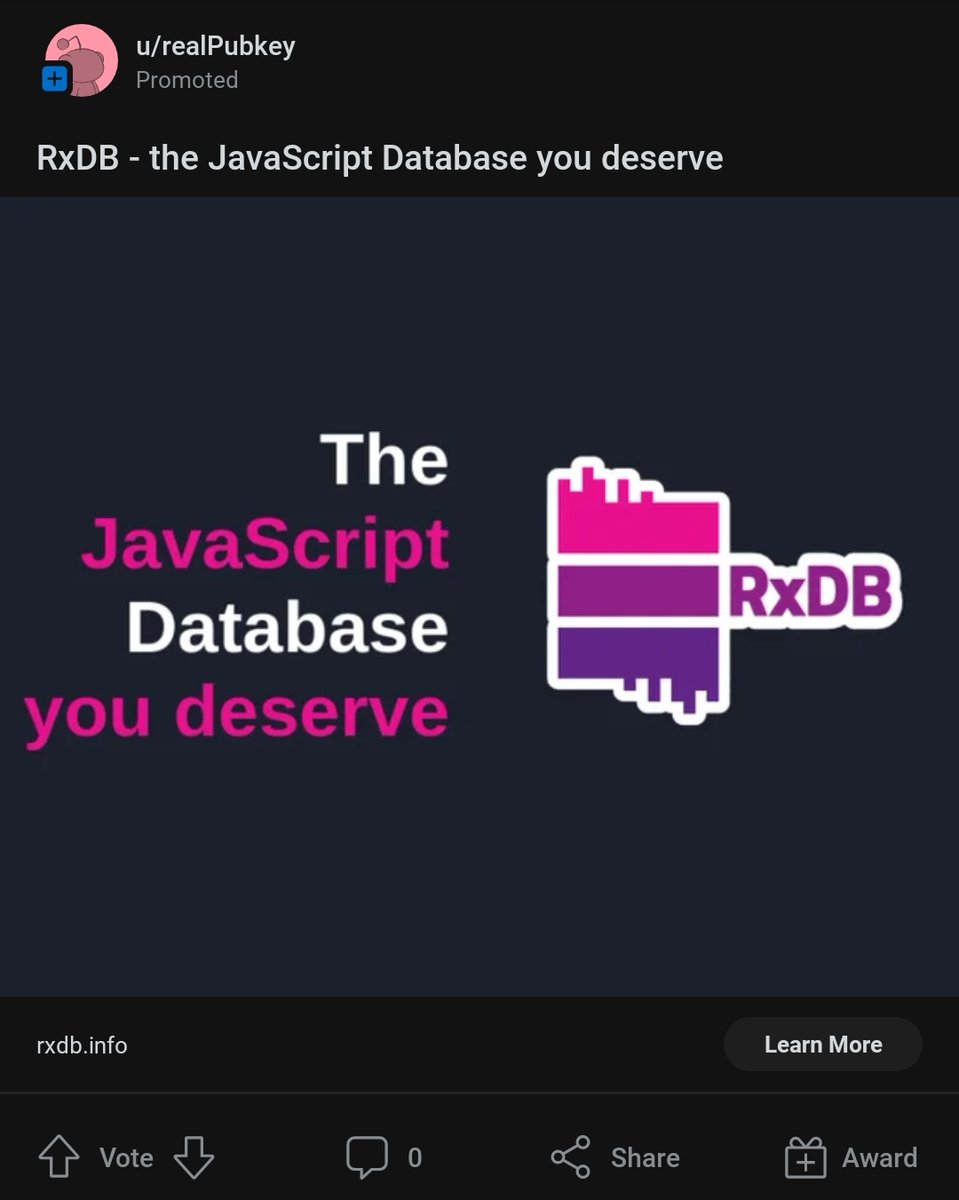 u/realPubkey
Promoted
RxDB - the JavaScript Database you deserve
The
JavaScript
Database
you deserve
RxDB
rxdb.info
Learn More
Vote
0
Share
Award